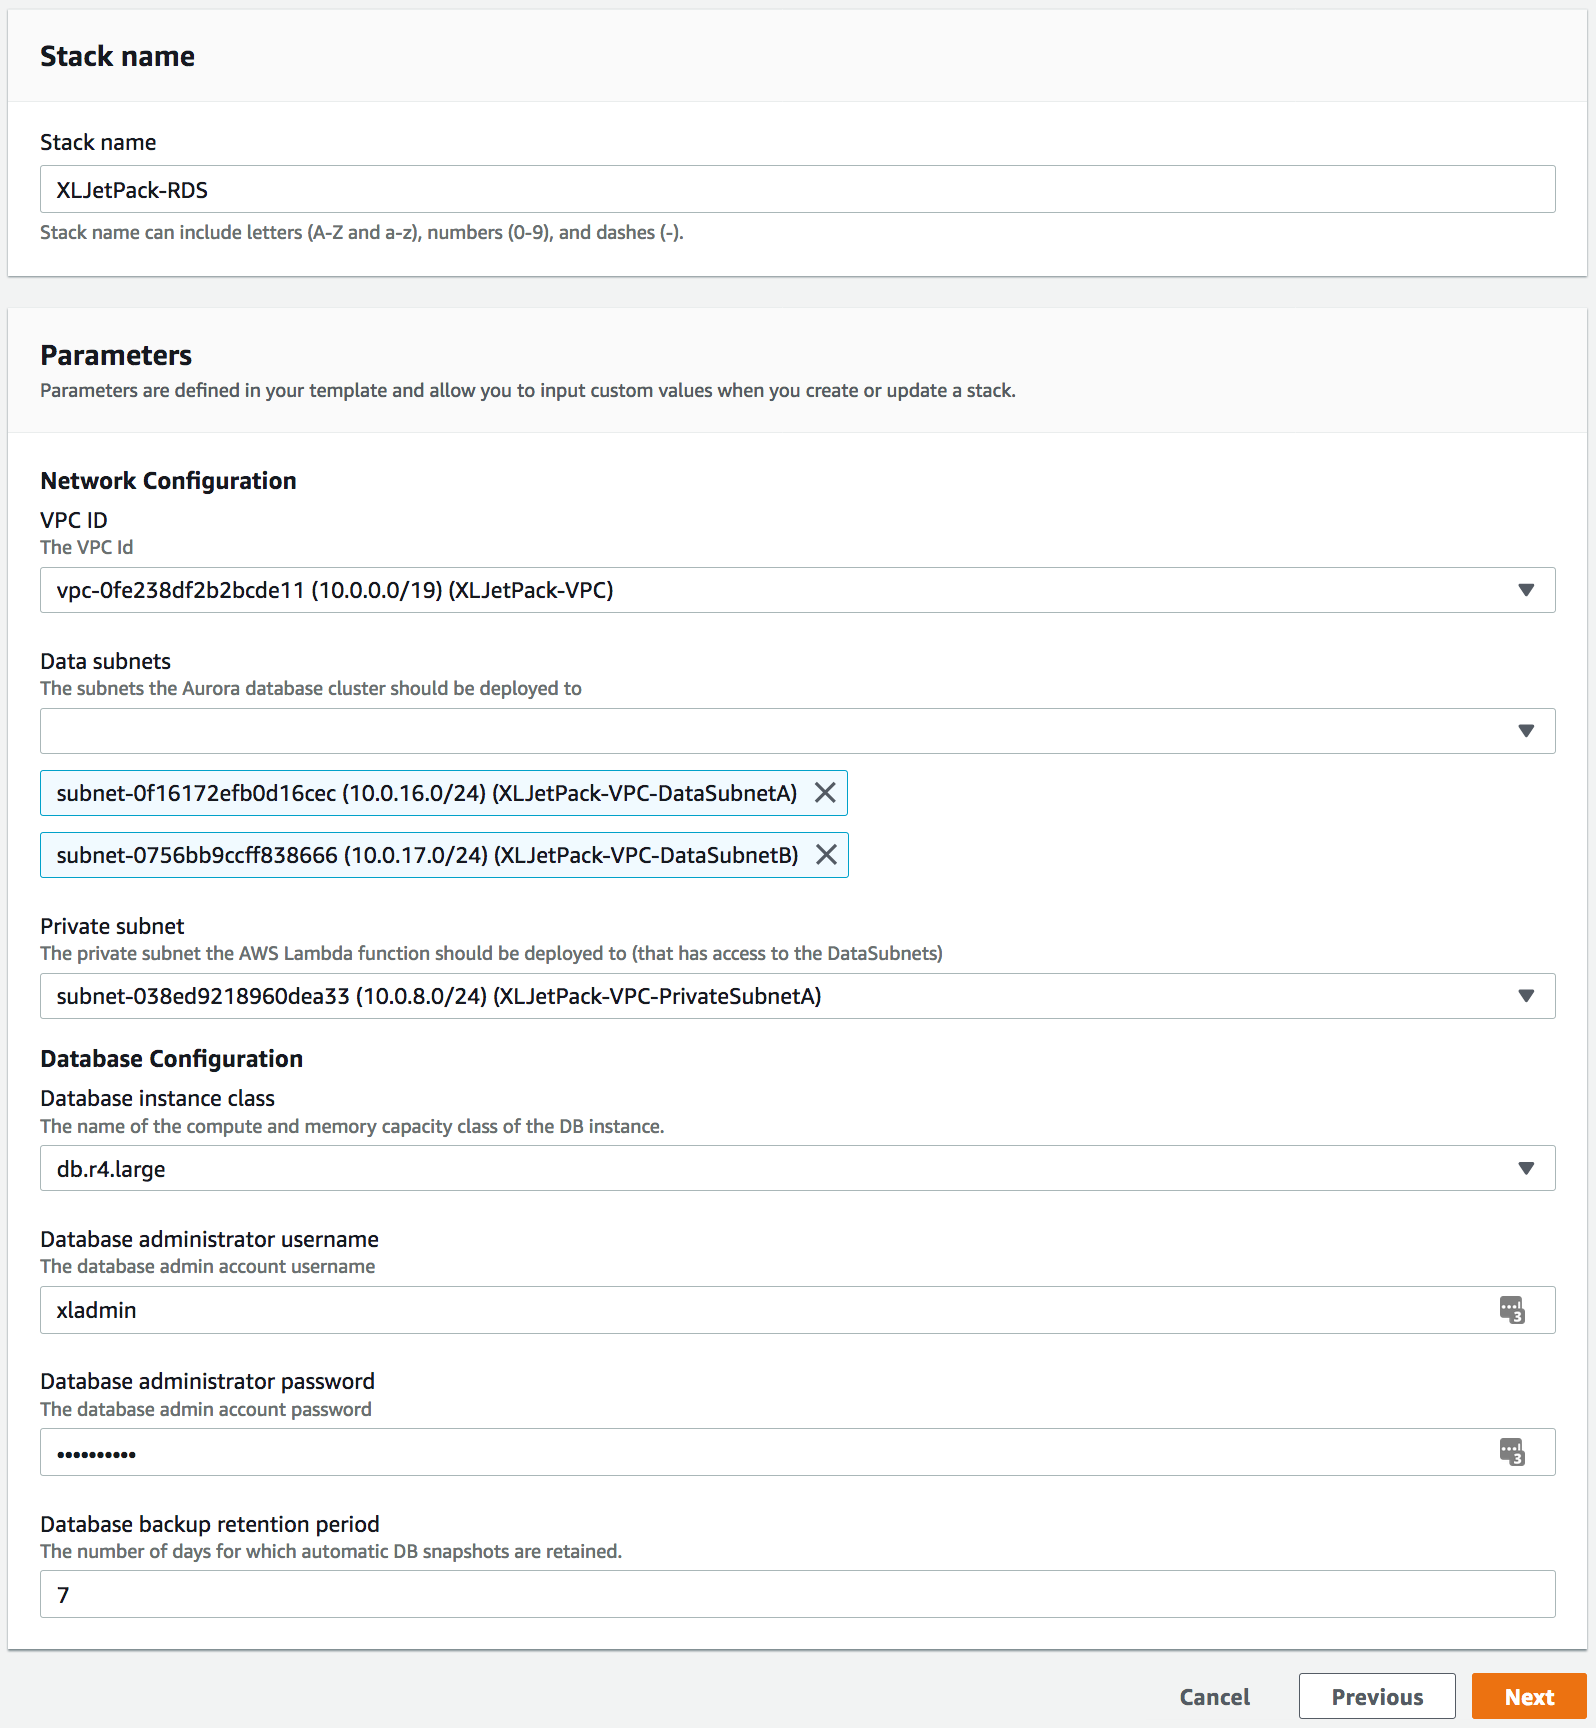 Stack name
Stack name
XLJetPack-RDS
Stack name can include letters (A-Z and a-z), numbers (0-9), and dashes (-).
Parameters
Parameters are defined in your template and allow you to input custom values when you create or update a stack.
Network Configuration
VPC ID
The VPC Id
vpc-0fe238df2b2bcde11 (10.0.0.0/19) (XLJetPack-VPC)
Data subnets
The subnets the Aurora database cluster should be deployed to
subnet-0f16172efb0d16cec (10.0.16.0/24) (XLJetPack-VPC-DataSubnetA)
subnet-0756bb9ccff838666 (10.0.17.0/24) (XLJetPack-VPC-DataSubnetB)
Private subnet
The private subnet the AWS Lambda function should be deployed to (that has access to the DataSubnets)
subnet-038ed9218960dea33 (10.0.8.0/24) (XLJetPack-VPC-PrivateSubnetA)
Database Configuration
Database instance class
The name of the compute and memory capacity class of the DB instance.
db.r4.large
Database administrator username
The database admin account username
xladmin
3
Database administrator password
The database admin account password
••••••••••
3
Database backup retention period
The number of days for which automatic DB snapshots are retained.
7
Cancel
Previous
Next